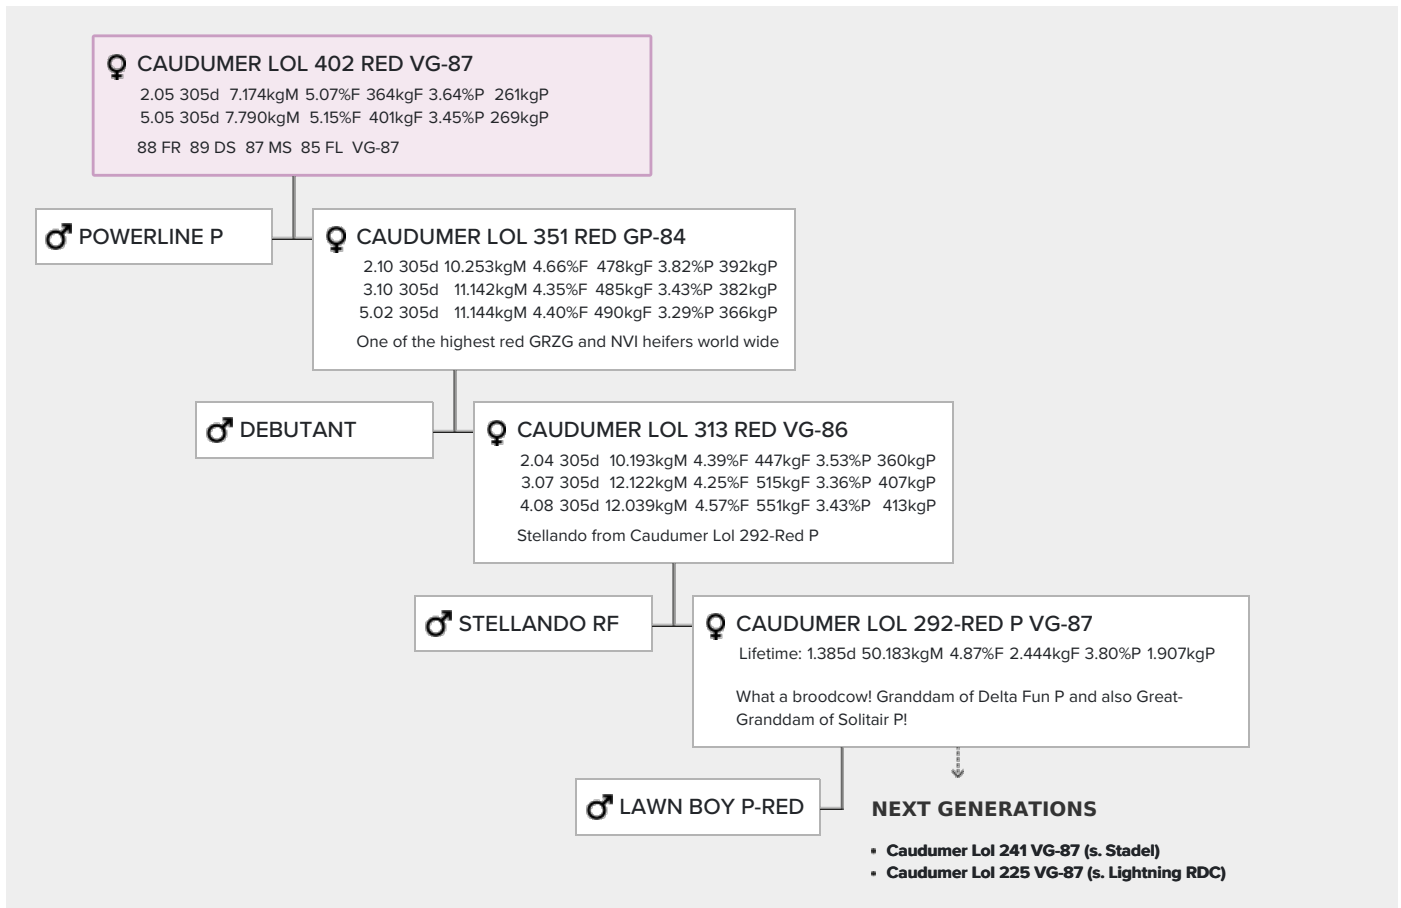 CAUDUMER LOL 402 RED VG-87
2.05 305d 7.174kgM 5.07%F 364kgF 3.64%P 261kgP
5.05 305d 7.790kgM 5.15%F 401kgF 3.45%P 269kgP
88 FR 89 DS 87 MS 85 FL VG-87
POWERLINE P
CAUDUMER LOL 351 RED GP-84
2.10 305d 10.253kgM 4.66%F 478kgF 3.82%P 392kgP
3.10 305d 11.142kgM 4.35%F 485kgF 3.43%P 382kgP
5.02 305d 11.144kgM 4.40%F 490kgF 3.29%P 366kgP
One of the highest red GRZG and NVI heifers world wide
DEBUTANT
CAUDUMER LOL 313 RED VG-86
2.04 305d 10.193kgM 4.39%F 447kgF 3.53%P 360kgP
3.07 305d 12.122kgM 4.25%F 515kgF 3.36%P 407kgP
4.08 305d 12.039kgM 4.57%F 551kgF 3.43%P 413kgP
Stellando from Caudumer Lol 292-Red P
STELLANDO RF
CAUDUMER LOL 292-RED P VG-87
Lifetime: 1.385d 50.183kgM 4.87%F 2.444kgF 3.80%P 1.907kgP
What a broodcow! Granddam of Delta Fun P and also Great-
Granddam of Solitair P!
LAWN BOY P-RED
NEXT GENERATIONS
▪ Caudumer Lol 241 VG-87 (s. Stadel)
▪ Caudumer Lol 225 VG-87 (s. Lightning RDC)